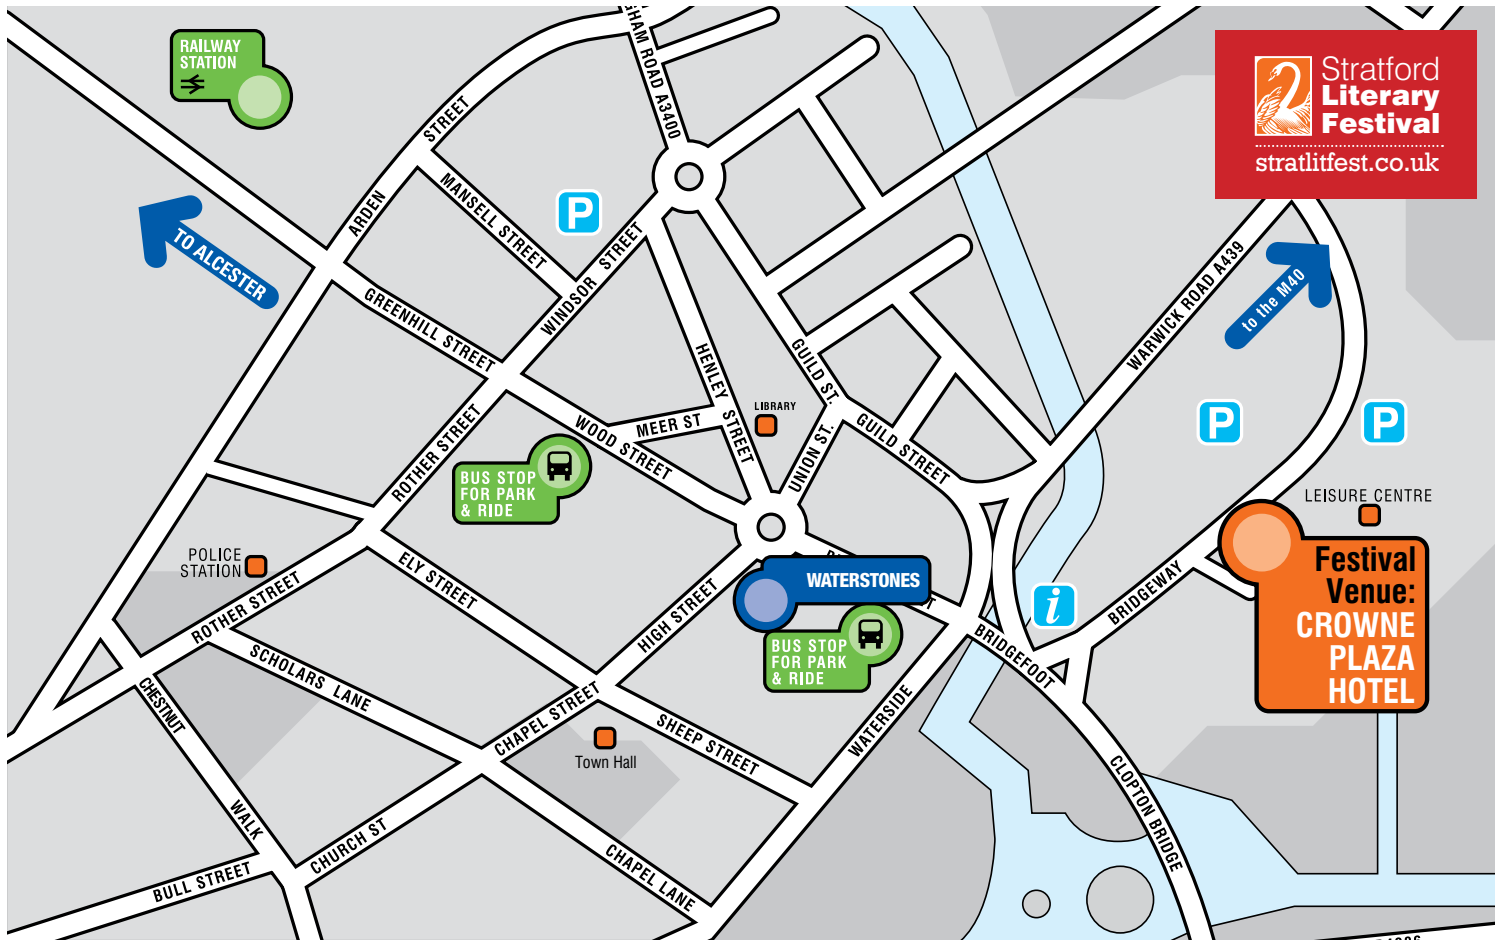 RAILWAY
STATION
Stratford
Literary
Festival
stratlitfest.co.uk
ROAD A3400
ARDEN STREET
MANSELL STREET
P
TO ALCESTER
WINDSOR STREET
GREENHILL STREET
WARWICK ROAD A439
to the M40
HENLEY STREET
GUILD ST.
LIBRARY
MEER ST
WOOD STREET
UNION ST.
GUILD STREET
P
P
ROTHER STREET
BUS STOP
FOR PARK
& RIDE
LEISURE CENTRE
POLICE
STATION
ELY STREET
ROTHER STREET
HIGH STREET
WATERSTONES
i
BRIDGEWAY
Festival
Venue:
CROWNE
PLAZA
HOTEL
BUS STOP
FOR PARK
& RIDE
BRIDGEFOOT
SCHOLARS LANE
CHESTNUT WALK
CHAPEL STREET
SHEEP STREET
WATERSIDE
Town Hall
CLOPTON BRIDGE
CHURCH ST
CHAPEL LANE
BULL STREET